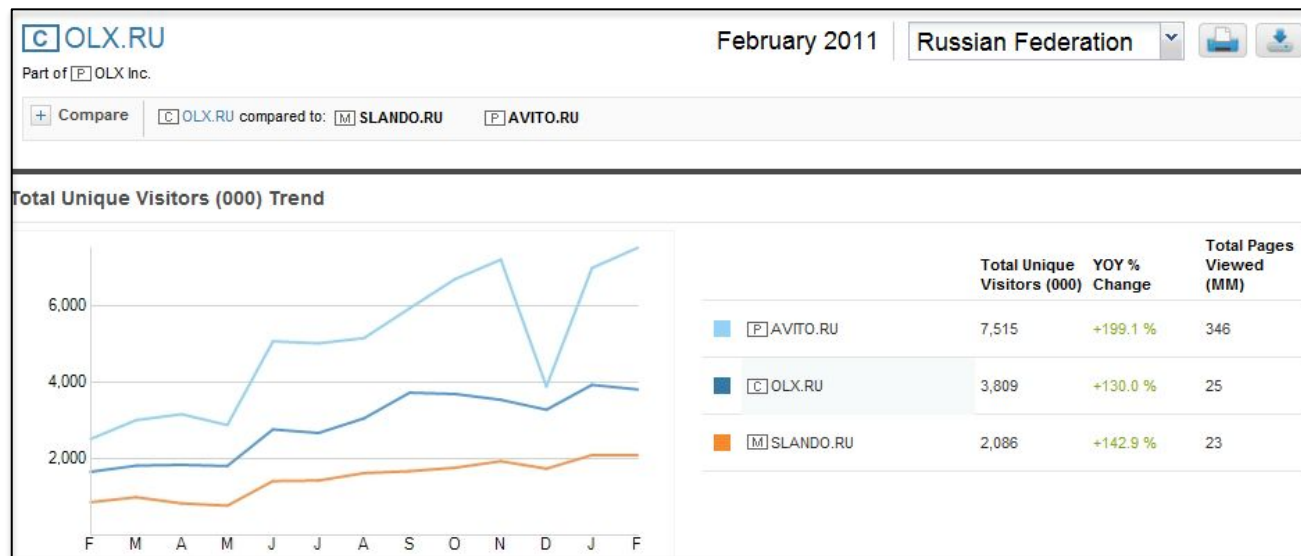 C OLX.RU
February 2011
Russian Federation
Part of P OLX Inc.
+ Compare
C OLX.RU compared to: M SLANDO.RU P AVITO.RU
Total Unique Visitors (000) Trend
6,000
4,000
2,000
F M A M J J A S O N D J F
Total Unique Visitors (000) YOY % Change Total Pages Viewed (MM)
P AVITO.RU 7,515 +199.1 % 346
C OLX.RU 3,809 +130.0 % 25
M SLANDO.RU 2,086 +142.9 % 23